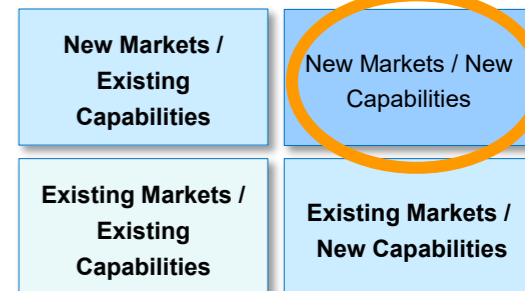 New Markets /
Existing
Capabilities
New Markets / New
Capabilities
Existing Markets /
Existing
Capabilities
Existing Markets /
New Capabilities